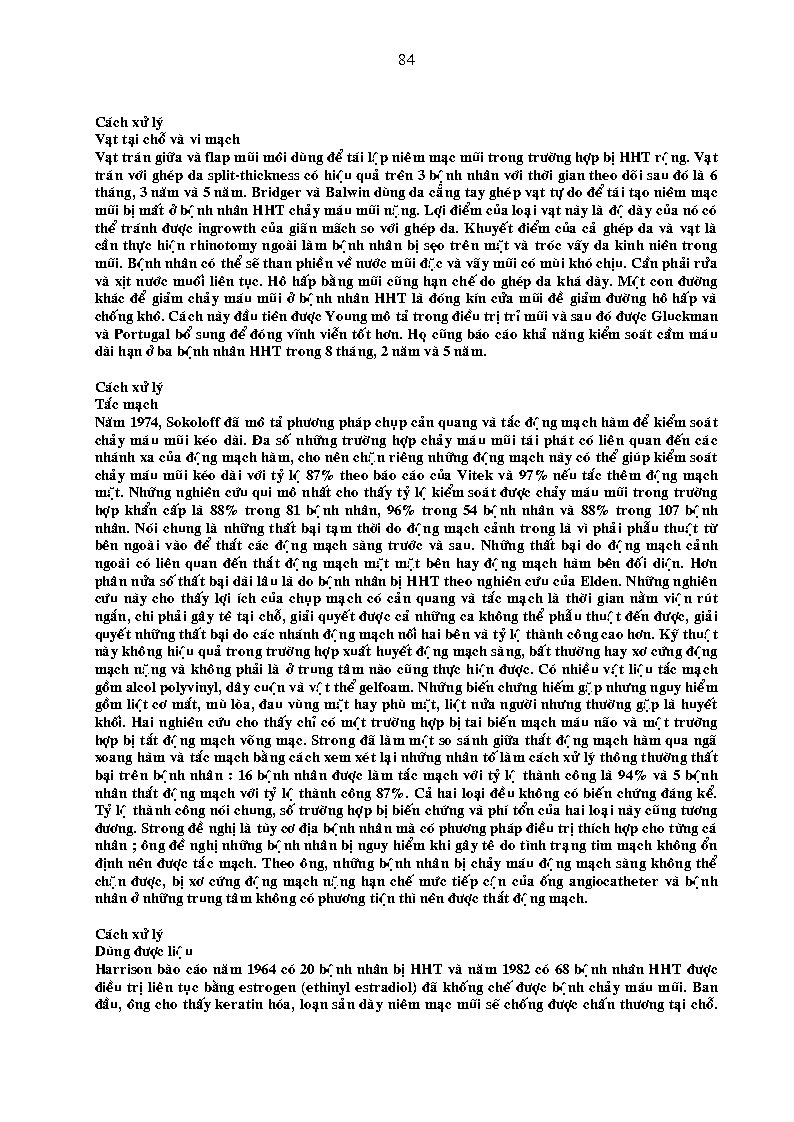 84
Cách xử lý
Vạt tại chỗ và vi mạch
Vạt trán giữa và flap mũi môi dùng để tái lập niêm mạc mũi trong trường hợp bị HHT rộng. Vạt
trán với ghép da split-thickness có hiệu quả trên 3 bệnh nhân với thời gian theo dõi sau đó là 6
tháng, 3 năm và 5 năm. Bridger và Balwin dùng da cẳng tay ghép vạt tự do để tái tạo niêm mạc
mũi bị mất ở bệnh nhân HHT chảy máu mũi nặng. Lợi điểm của loại vạt này là độ dày của nó có
thể tránh được ingrowth của giãn mãch so với ghép da. Khuyết điểm của cả ghép da và vạt là
cần thực hiện rhinotomy ngoài làm bệnh nhân bị sẹo trên mặt và tróc vẩy da kinh niên trong
mũi. Bệnh nhân có thể sẽ than phiền về nước mũi đặc và vẩy mũi có mùi khó chịu. Cần phải rửa
và xịt nước muối liên tục. Hô hấp bằng mũi cũng hạn chế do ghép da khá dày. Một con đường
khác để giảm chảy máu mũi ở bệnh nhân HHT là đóng kín cửa mũi để giảm đường hô hấp và
chống khô. Cách này đầu tiên được Young mô tả trong điều trị trĩ mũi và sau đó được Gluckman
và Portugal bổ sung để đóng vĩnh viễn tốt hơn. Họ cũng báo cáo khả năng kiểm soát cầm máu
dài hạn ở ba bệnh nhân HHT trong 8 tháng, 2 năm và 5 năm.
Cách xử lý
Tắc mạch
Năm 1974, Sokoloff đã mô tả phương pháp chụp cản quang và tắc động mạch hàm để kiểm soát
chảy máu mũi kéo dài. Đa số những trường hợp chảy máu mũi tái phát có liên quan đến các
nhánh xa của động mạch hàm, cho nên chặn riêng những động mạch này có thể giúp kiểm soát
chảy máu mũi kéo dài với tỷ lệ 87% theo báo cáo của Vitek và 97% nếu tắc thêm động mạch
mặt. Những nghiên cứu qui mô nhất cho thấy tỷ lệ kiểm soát được chảy máu mũi trong trường
hợp khẩn cấp là 88% trong 81 bệnh nhân, 96% trong 54 bệnh nhân và 88% trong 107 bệnh
nhân. Nói chung là những thất bại tạm thời do động mạch cảnh trong là vì phải phẫu thuật từ
bên ngoài vào để thắt các động mạch sàng trước và sau. Những thất bại do động mạch cảnh
ngoài có liên quan đến thắt động mạch mặt một bên hay động mạch hàm bên đối diện. Hơn
phân nửa số thất bại dài lâu là do bệnh nhân bị HHT theo nghiên cứu của Elden. Những nghiên
cứu này cho thấy lợi ích của chụp mạch có cản quang và tắc mạch là thời gian nằm viện rút
ngắn, chi phải gây tê tại chỗ, giải quyết được cả những ca không thể phẫu thuật đến được, giải
quyết những thất bại do các nhánh động mạch nối hai bên và tỷ lệ thành công cao hơn. Kỹ thuật
này không hiệu quả trong trường hợp xuất huyết động mạch sàng, bất thường hay xơ cứng động
mạch nặng và không phải là ở trung tâm nào cũng thực hiện được. Có nhiều vật liệu tắc mạch
gồm alcol polyvinyl, dây cuộn và vật thể gelfoam. Những biến chứng hiếm gặp nhưng nguy hiểm
gồm liệt cơ mắt, mù lòa, đau vùng mặt hay phù mặt, liệt nửa người nhưng thường gặp là huyết
khối. Hai nghiên cứu cho thấy chỉ có một trường hợp bị tai biến mạch máu não và một trường
hợp bị tắt động mạch võng mạc. Strong đã làm một so sánh giữa thắt động mạch hàm qua ngã
xoang hàm và tắc mạch bằng cách xem xét lại những nhân tố làm cách xử lý thông thường thất
bại trên bệnh nhân : 16 bệnh nhân được làm tắc mạch với tỷ lệ thành công là 94% và 5 bệnh
nhân thắt động mạch với tỷ lệ thành công 87%. Cả hai loại đều không có biến chứng đáng kể.
Tỷ lệ thành công nói chung, số trường hợp bị biến chứng và phí tổn của hai loại này cũng tương
đương. Strong đề nghị là tùy cơ địa bệnh nhân mà có phương pháp điều trị thích hợp cho từng cá
nhân ; ông đề nghị những bệnh nhân bị nguy hiểm khi gây tê do tình trạng tim mạch không ổn
định nên được tắc mạch. Theo ông, những bệnh nhân bị chảy máu động mạch sàng không thể
chặn được, bị xơ cứng động mạch nặng hạn chế mức tiếp cận của ống angiocatheter và bệnh
nhân ở những trung tâm không có phương tiện thì nên được thắt động mạch.
Cách xử lý
Dùng được liệu
Harrison bào cáo năm 1964 có 20 bệnh nhân bị HHT và năm 1982 có 68 bệnh nhân HHT được
điều trị liên tục bằng estrogen (ethinyl estradiol) đã khống chế được bệnh chảy máu mũi. Ban
đầu, ông cho thấy keratin hóa, loạn sản dày niêm mạc mũi sẽ chống được chấn thương tại chỗ.